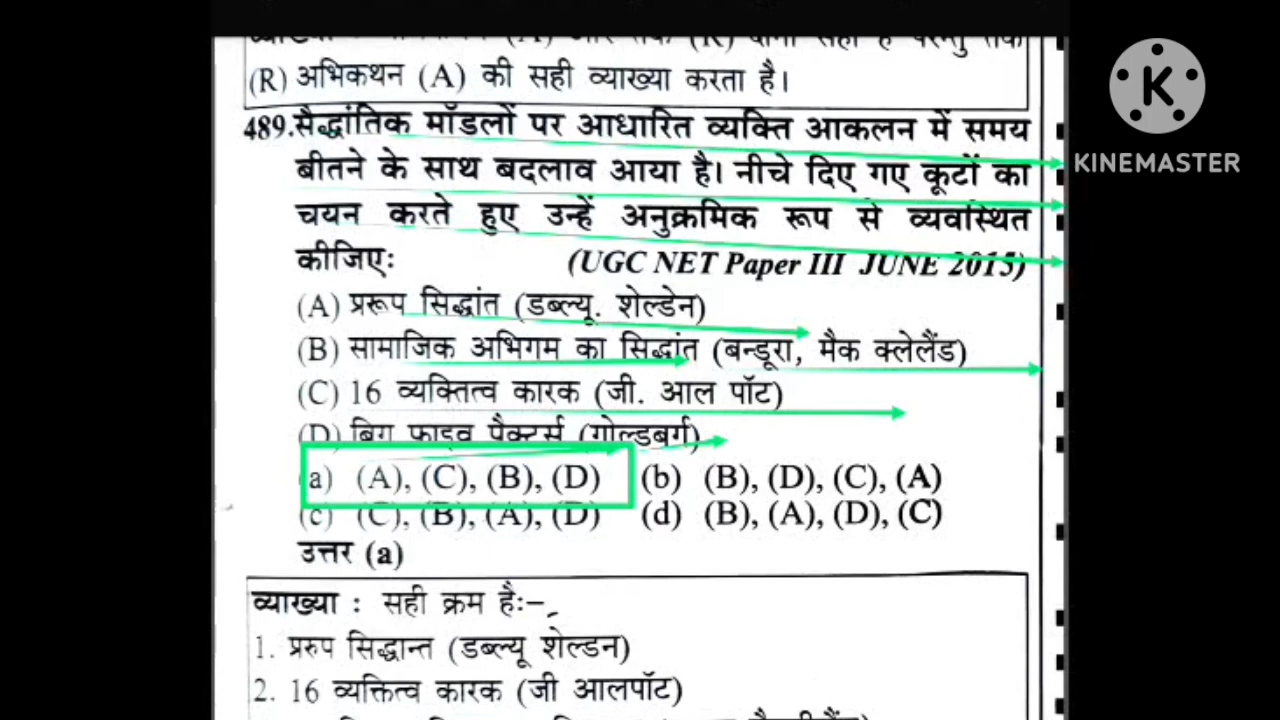 (R) अभिकथन (A) की सही व्याख्या करता है।
489.सैद्धांतिक मॉडलों पर आधारित व्यक्ति आकलन में समय
बीतने के साथ बदलाव आया है। नीचे दिए गए कूटों का
चयन करते हुए उन्हें अनुक्रमिक रूप से व्यवस्थित
कीजिएः (UGC NET Paper III JUNE 2015)
(A) प्ररूप सिद्धांत (डब्ल्यू. शेल्डेन)
(B) सामाजिक अभिगम का सिद्धांत (बन्डूरा, मैक क्लेलैंड)
(C) 16 व्यक्तित्व कारक (जी. आल पॉट)
(D) बिग फाइव फैक्टर्स (गोल्डबर्ग)
a) (A), (C), (B), (D) (b) (B), (D), (C), (A)
(c) (C), (B), (A), (D) (d) (B), (A), (D), (C)
उत्तर (a)
व्याख्या : सही क्रम हैः–
1. प्ररुप सिद्धान्त (डब्ल्यू शेल्डन)
2. 16 व्यक्तित्व कारक (जी आलपॉट)
K
KINEMASTER